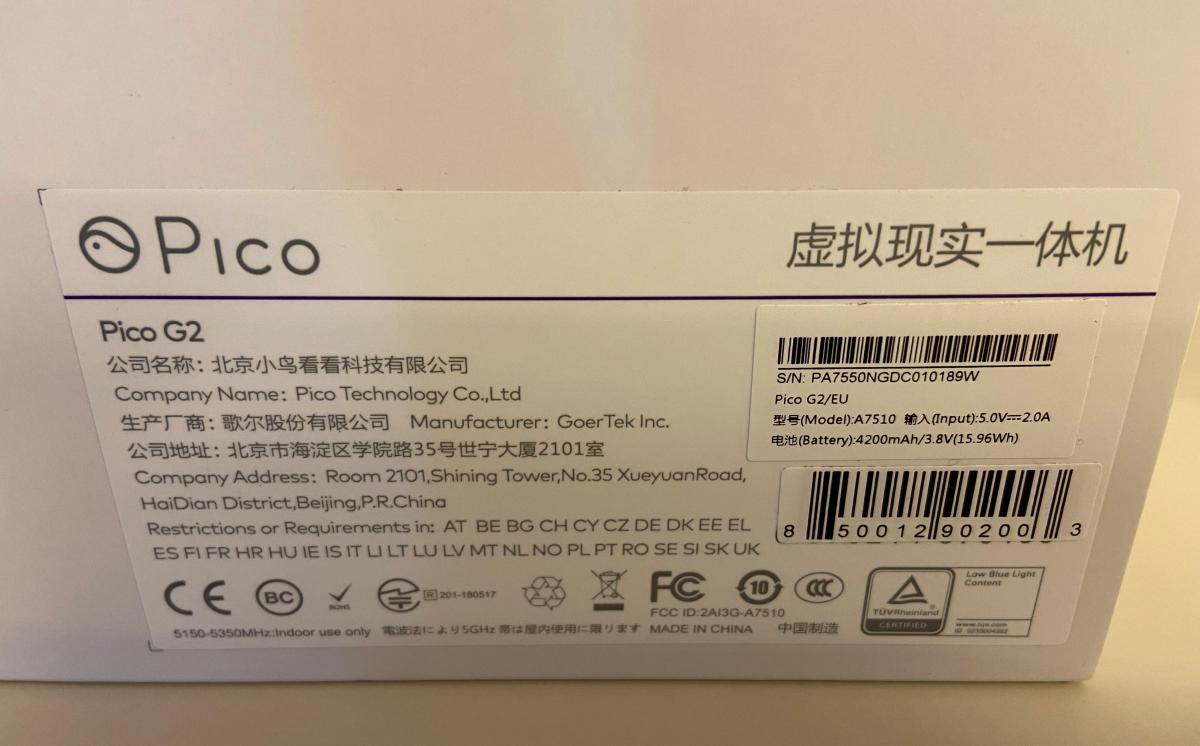 Pico
虚拟现实一体机
Pico G2
公司名称：北京小鸟看看科技有限公司
Company Name: Pico Technology Co.,Ltd
生产厂商：歌尔股份有限公司 Manufacturer: GoerTek Inc.
公司地址：北京市海淀区学院路35号世宁大厦2101室
Company Address: Room 2101,Shining Tower,No.35 XueyuanRoad,
HaiDian District,Beijing,P.R.China
Restrictions or Requirements in: AT BE BG CH CY CZ DE DK EE EL
ES FI FR HR HU IE IS IT LI LT LU LV MT NL NO PL PT RO SE SI SK UK
S/N: PA7550NGDC010189W
Pico G2/EU
型号(Model):A7510 输入(Input):5.0V⎓2.0A
电池(Battery):4200mAh/3.8V(15.96Wh)
8 50012 90200 3
CE BC ROHS R 201-180517 FC 10 CCC
FCC ID:2AI3G-A7510
5150-5350MHz:Indoor use only 電波法により5GHz 帯は屋内使用に限ります MADE IN CHINA 中国制造
TÜVRheinland
CERTIFIED
Low Blue Light
Content
www.tuv.com